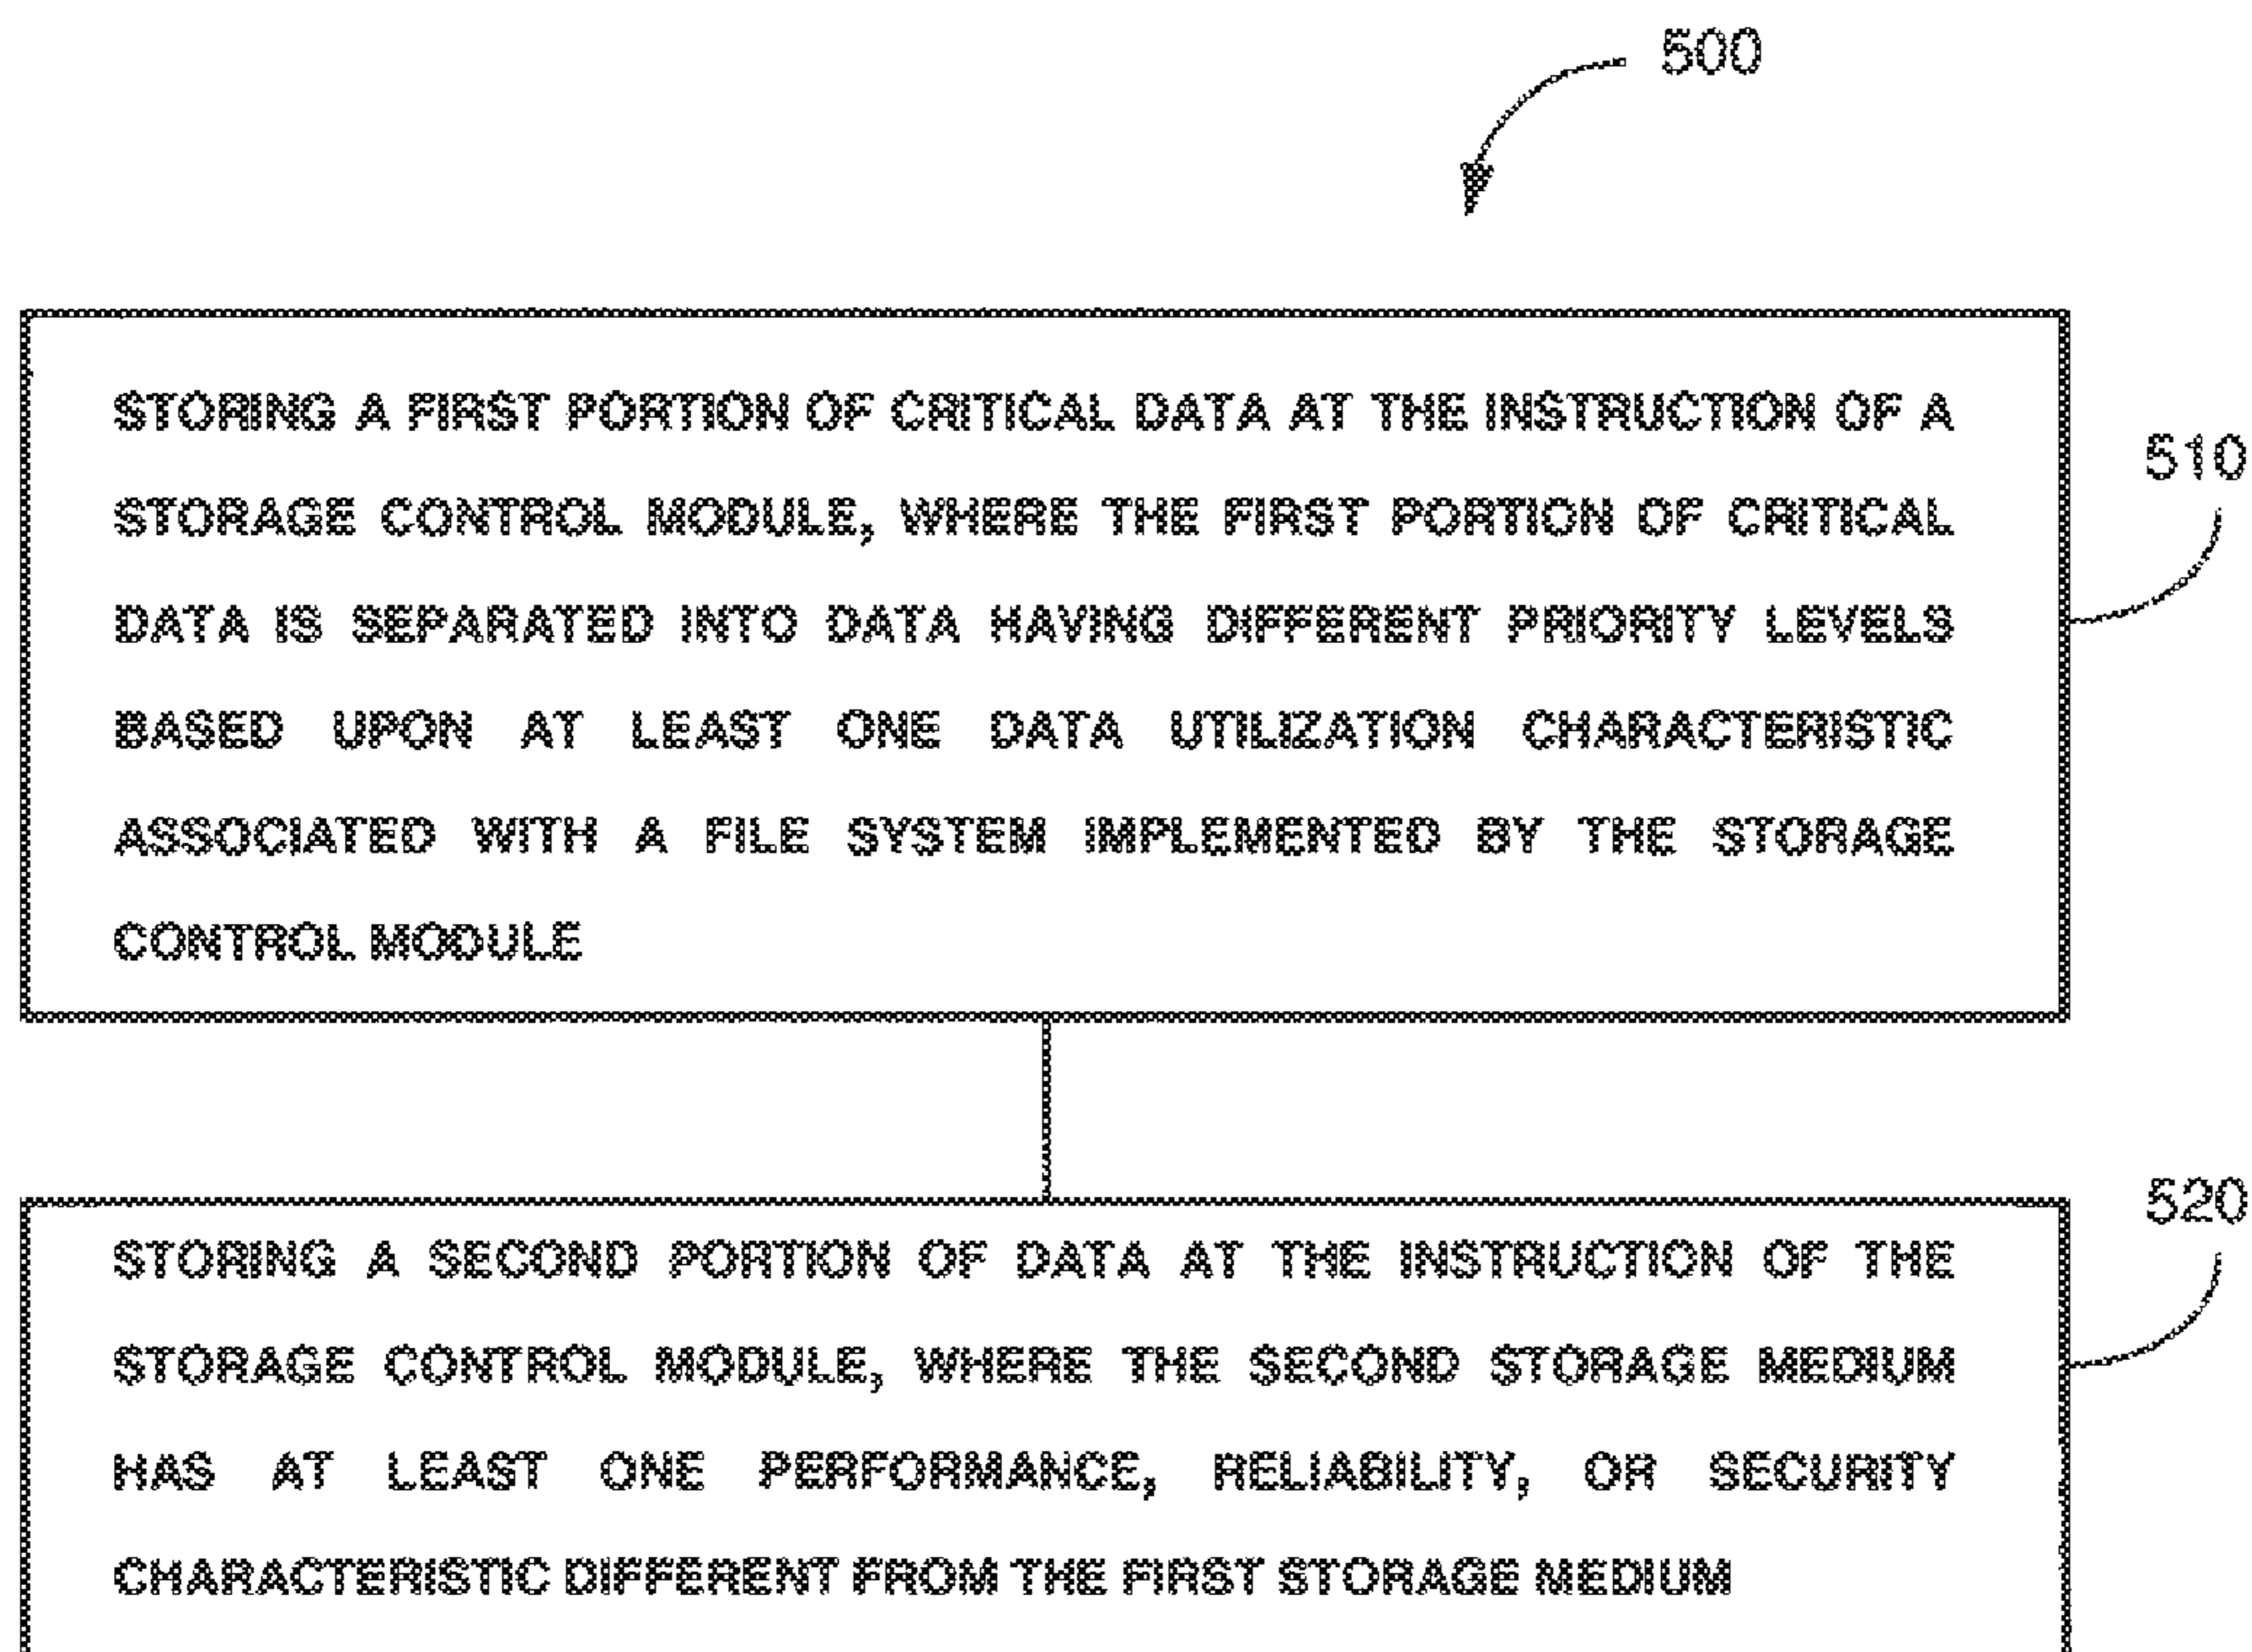 500
STORING A FIRST PORTION OF CRITICAL DATA AT THE INSTRUCTION OF A
STORAGE CONTROL MODULE, WHERE THE FIRST PORTION OF CRITICAL
DATA IS SEPARATED INTO DATA HAVING DIFFERENT PRIORITY LEVELS
BASED UPON AT LEAST ONE DATA UTILIZATION CHARACTERISTIC
ASSOCIATED WITH A FILE SYSTEM IMPLEMENTED BY THE STORAGE
CONTROL MODULE
510
STORING A SECOND PORTION OF DATA AT THE INSTRUCTION OF THE
STORAGE CONTROL MODULE, WHERE THE SECOND STORAGE MEDIUM
HAS AT LEAST ONE PERFORMANCE, RELIABILITY, OR SECURITY
CHARACTERISTIC DIFFERENT FROM THE FIRST STORAGE MEDIUM
520